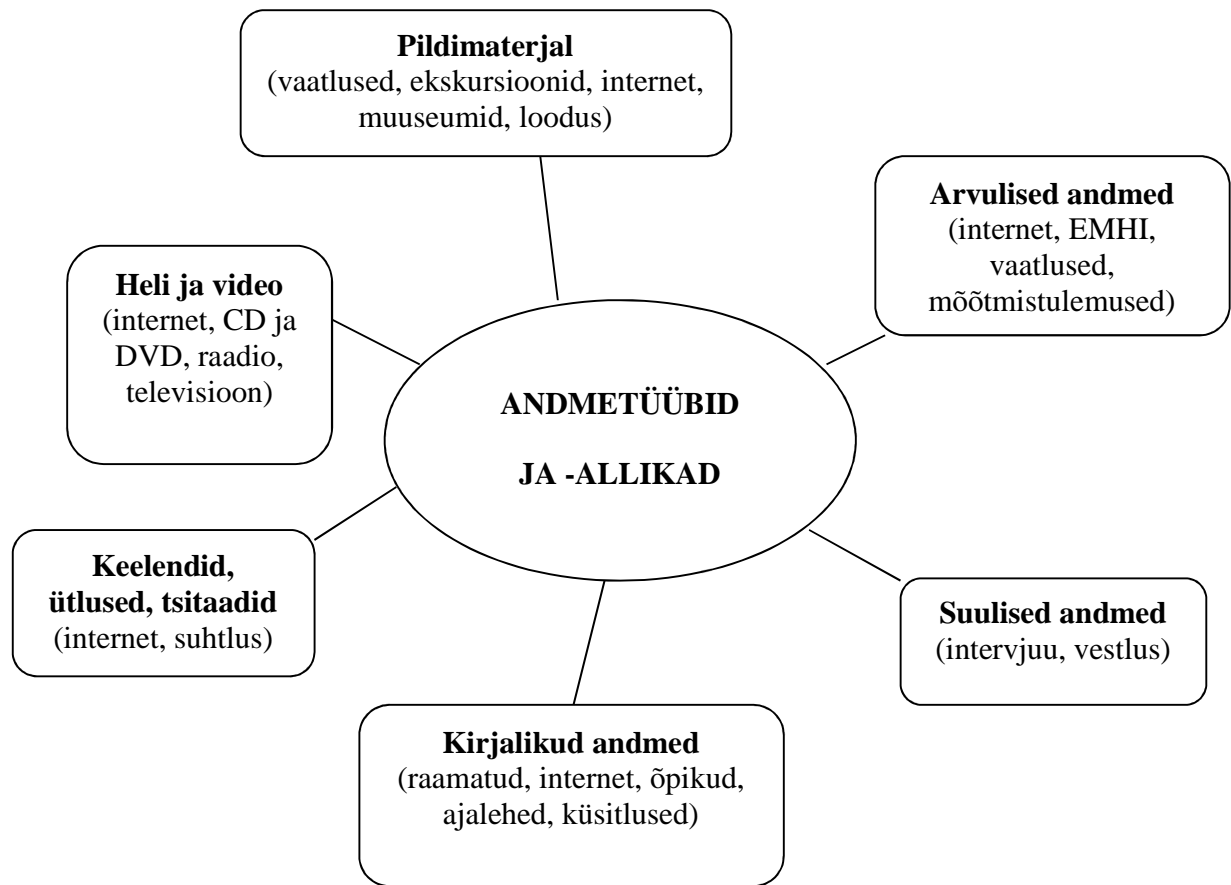 Pildimaterjal
(vaatlused, ekskursioonid, internet,
muuseumid, loodus)
Arvulised andmed
(internet, EMHI,
vaatlused,
mõõtmistulemused)
Heli ja video
(internet, CD ja
DVD, raadio,
televisioon)
ANDMETÜÜBID
JA -ALLIKAD
Keelendid,
ütlused, tsitaadid
(internet, suhtlus)
Suulised andmed
(intervjuu, vestlus)
Kirjalikud andmed
(raamatud, internet, õpikud,
ajalehed, küsitlused)